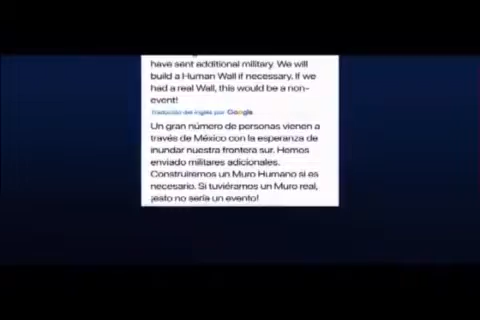 have sent additional military. We will
build a Human Wall if necessary. If we
had a real Wall, this would be a non-
event!
Traducción del inglés por Google
Un gran número de personas vienen a
través de México con la esperanza de
inundar nuestra frontera sur. Hemos
enviado militares adicionales.
Construiremos un Muro Humano si es
necesario. Si tuviéramos un Muro real,
¡esto no sería un evento!